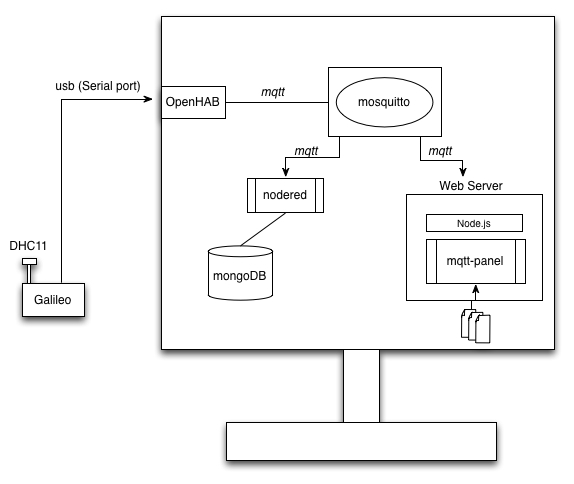 usb (Serial port)
OpenHAB
mqtt
mosquitto
mqtt
mqtt
nodered
Web Server
Node.js
mqtt-panel
mongoDB
DHC11
Galileo